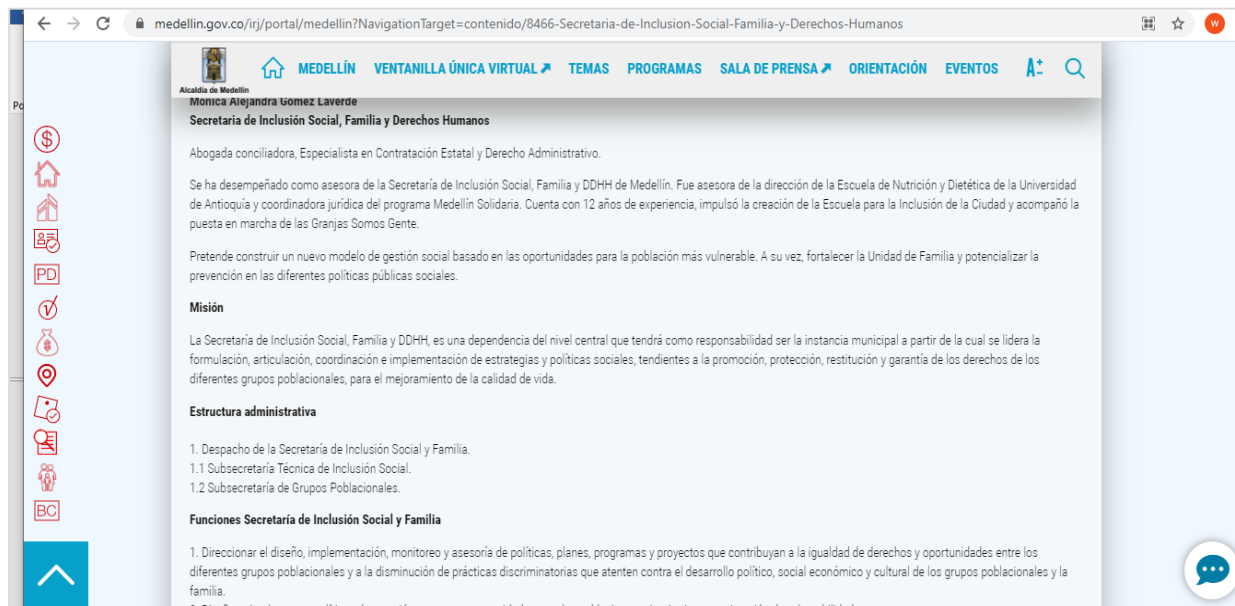 medellin.gov.co/irj/portal/medellin?NavigationTarget=contenido/8466-Secretaria-de-Inclusion-Social-Familia-y-Derechos-Humanos
W
Po
Alcaldía de Medellín
MEDELLÍN VENTANILLA ÚNICA VIRTUAL TEMAS PROGRAMAS SALA DE PRENSA ORIENTACIÓN EVENTOS A±
Mónica Alejandra Gómez Laverde
Secretaria de Inclusión Social, Familia y Derechos Humanos
Abogada conciliadora, Especialista en Contratación Estatal y Derecho Administrativo.
Se ha desempeñado como asesora de la Secretaría de Inclusión Social, Familia y DDHH de Medellín. Fue asesora de la dirección de la Escuela de Nutrición y Dietética de la Universidad
de Antioquía y coordinadora jurídica del programa Medellín Solidaria. Cuenta con 12 años de experiencia, impulsó la creación de la Escuela para la Inclusión de la Ciudad y acompañó la
puesta en marcha de las Granjas Somos Gente.
Pretende construir un nuevo modelo de gestión social basado en las oportunidades para la población más vulnerable. A su vez, fortalecer la Unidad de Familia y potencializar la
prevención en las diferentes políticas públicas sociales.
Misión
La Secretaría de Inclusión Social, Familia y DDHH, es una dependencia del nivel central que tendrá como responsabilidad ser la instancia municipal a partir de la cual se lidera la
formulación, articulación, coordinación e implementación de estrategias y políticas sociales, tendientes a la promoción, protección, restitución y garantía de los derechos de los
diferentes grupos poblacionales, para el mejoramiento de la calidad de vida.
Estructura administrativa
1. Despacho de la Secretaría de Inclusión Social y Familia.
1.1 Subsecretaría Técnica de Inclusión Social.
1.2 Subsecretaría de Grupos Poblacionales.
Funciones Secretaría de Inclusión Social y Familia
1. Direccionar el diseño, implementación, monitoreo y asesoría de políticas, planes, programas y proyectos que contribuyan a la igualdad de derechos y oportunidades entre los
diferentes grupos poblacionales y a la disminución de prácticas discriminatorias que atenten contra el desarrollo político, social económico y cultural de los grupos poblacionales y la
familia.
$
PD
BC